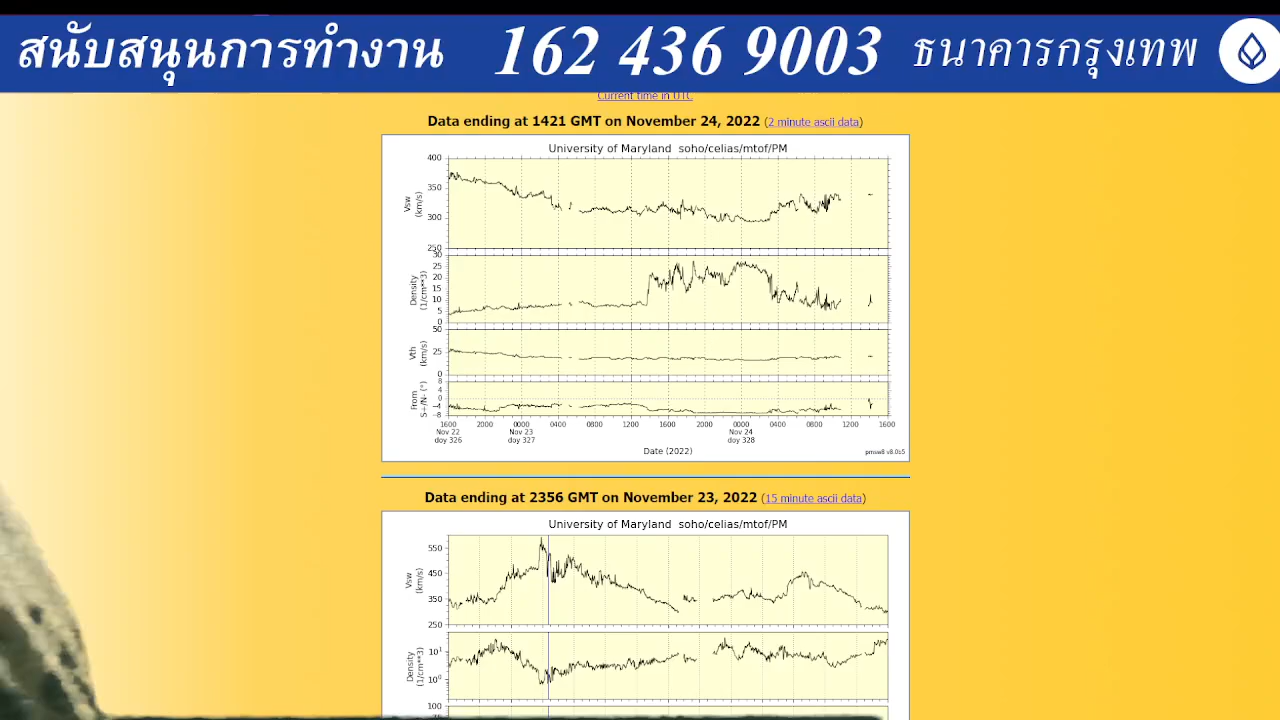 สนับสนุนการทำงาน 162 436 9003 ธนาคารกรุงเทพ
Current time in UTC
Data ending at 1421 GMT on November 24, 2022 (2 minute ascii data)
University of Maryland soho/celias/mtof/PM
400
350
300
250
Vsw
(km/s)
30
25
20
15
10
5
0
Density
(1/cm**3)
50
25
0
Vth
(km/s)
8
4
0
−4
−8
From
S+/N- (°)
1600 2000 0000 0400 0800 1200 1600 2000 0000 0400 0800 1200 1600
Nov 22 Nov 23 Nov 24
doy 326 doy 327 doy 328
Date (2022)
pmsw8 v8.0b5
Data ending at 2356 GMT on November 23, 2022 (15 minute ascii data)
University of Maryland soho/celias/mtof/PM
550
450
350
250
Vsw
(km/s)
10¹
10⁰
Density
(1/cm**3)
100